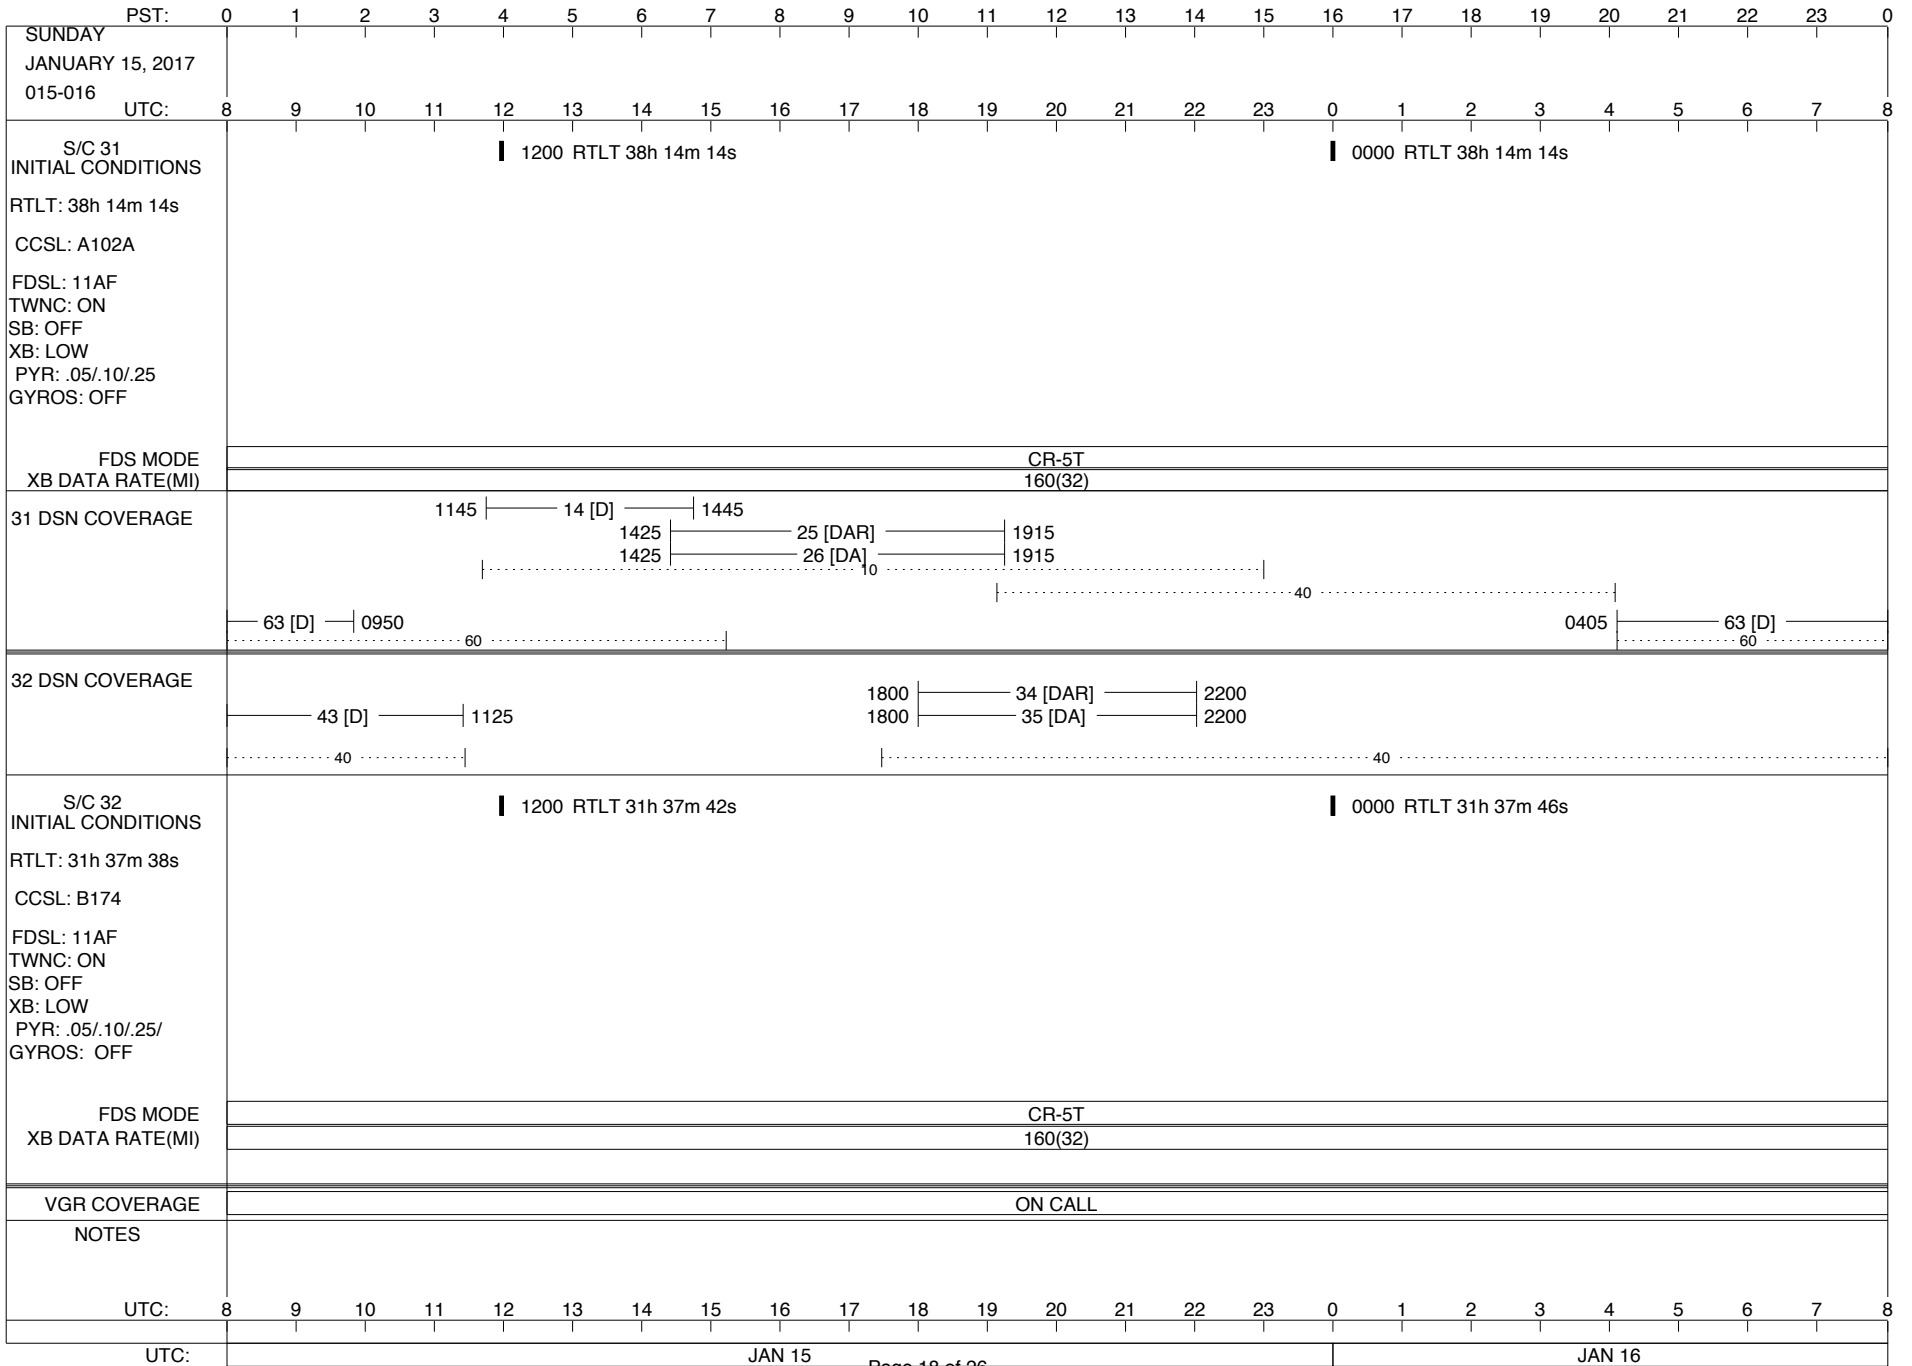 PST: 0 1 2 3 4 5 6 7 8 9 10 11 12 13 14 15 16 17 18 19 20 21 22 23 0
SUNDAY
JANUARY 15, 2017
015-016
UTC: 8 9 10 11 12 13 14 15 16 17 18 19 20 21 22 23 0 1 2 3 4 5 6 7 8
S/C 31
INITIAL CONDITIONS
1200 RTLT 38h 14m 14s
0000 RTLT 38h 14m 14s
RTLT: 38h 14m 14s
CCSL: A102A
FDSL: 11AF
TWNC: ON
SB: OFF
XB: LOW
PYR: .05/.10/.25
GYROS: OFF
FDS MODE CR-5T
XB DATA RATE(MI) 160(32)
31 DSN COVERAGE
1145 14 [D] 1445
1425 25 [DAR] 1915
1425 26 [DA] 1915
10
40
63 [D] 0950 0405 63 [D]
60 60
32 DSN COVERAGE
1800 34 [DAR] 2200
43 [D] 1125 1800 35 [DA] 2200
40 40
S/C 32
INITIAL CONDITIONS
1200 RTLT 31h 37m 42s
0000 RTLT 31h 37m 46s
RTLT: 31h 37m 38s
CCSL: B174
FDSL: 11AF
TWNC: ON
SB: OFF
XB: LOW
PYR: .05/.10/.25/
GYROS: OFF
FDS MODE CR-5T
XB DATA RATE(MI) 160(32)
VGR COVERAGE ON CALL
NOTES
UTC: 8 9 10 11 12 13 14 15 16 17 18 19 20 21 22 23 0 1 2 3 4 5 6 7 8
UTC: JAN 15 JAN 16
Page 18 of 26